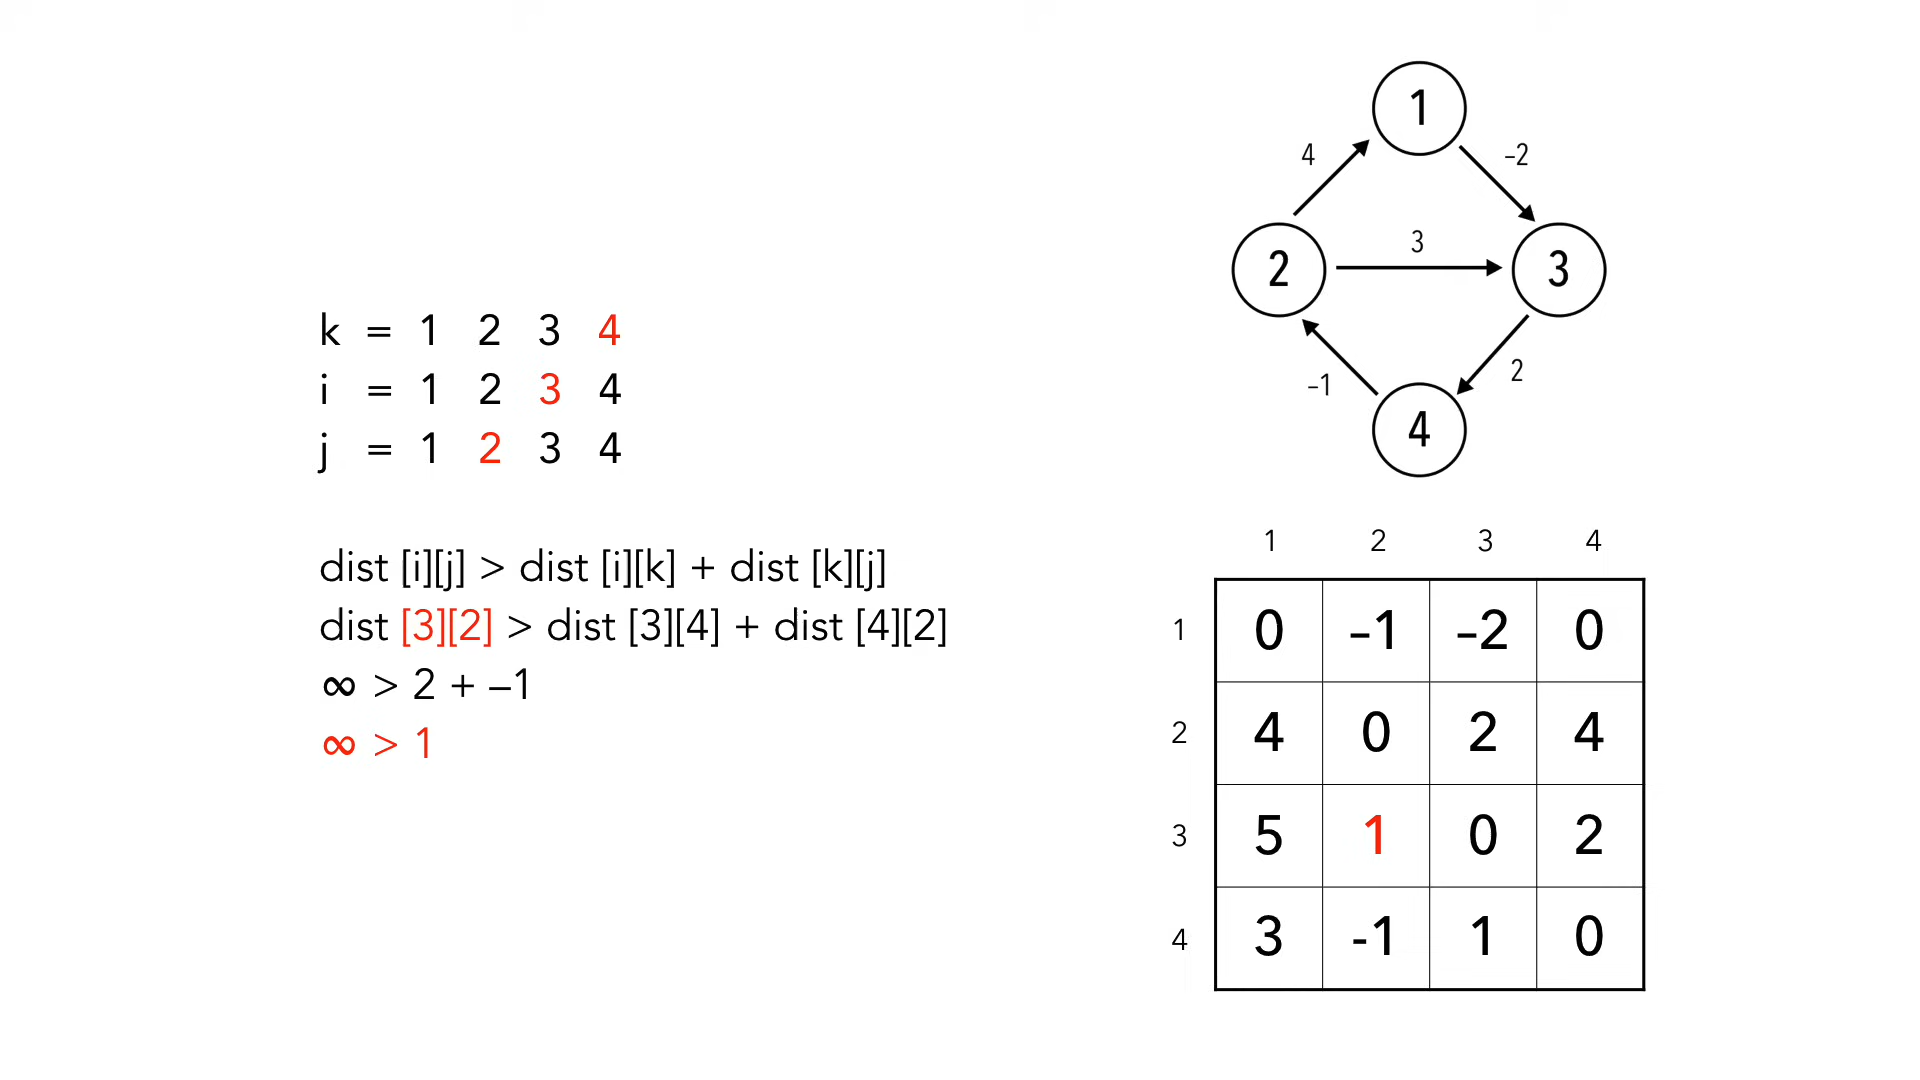 k = 1 2 3 4
i = 1 2 3 4
j = 1 2 3 4
dist [i][j] > dist [i][k] + dist [k][j]
dist [3][2] > dist [3][4] + dist [4][2]
∞ > 2 + –1
∞ > 1
1
4 –2
2 3 3
–1 2
4
1 2 3 4
1 0 -1 -2 0
2 4 0 2 4
3 5 1 0 2
4 3 -1 1 0